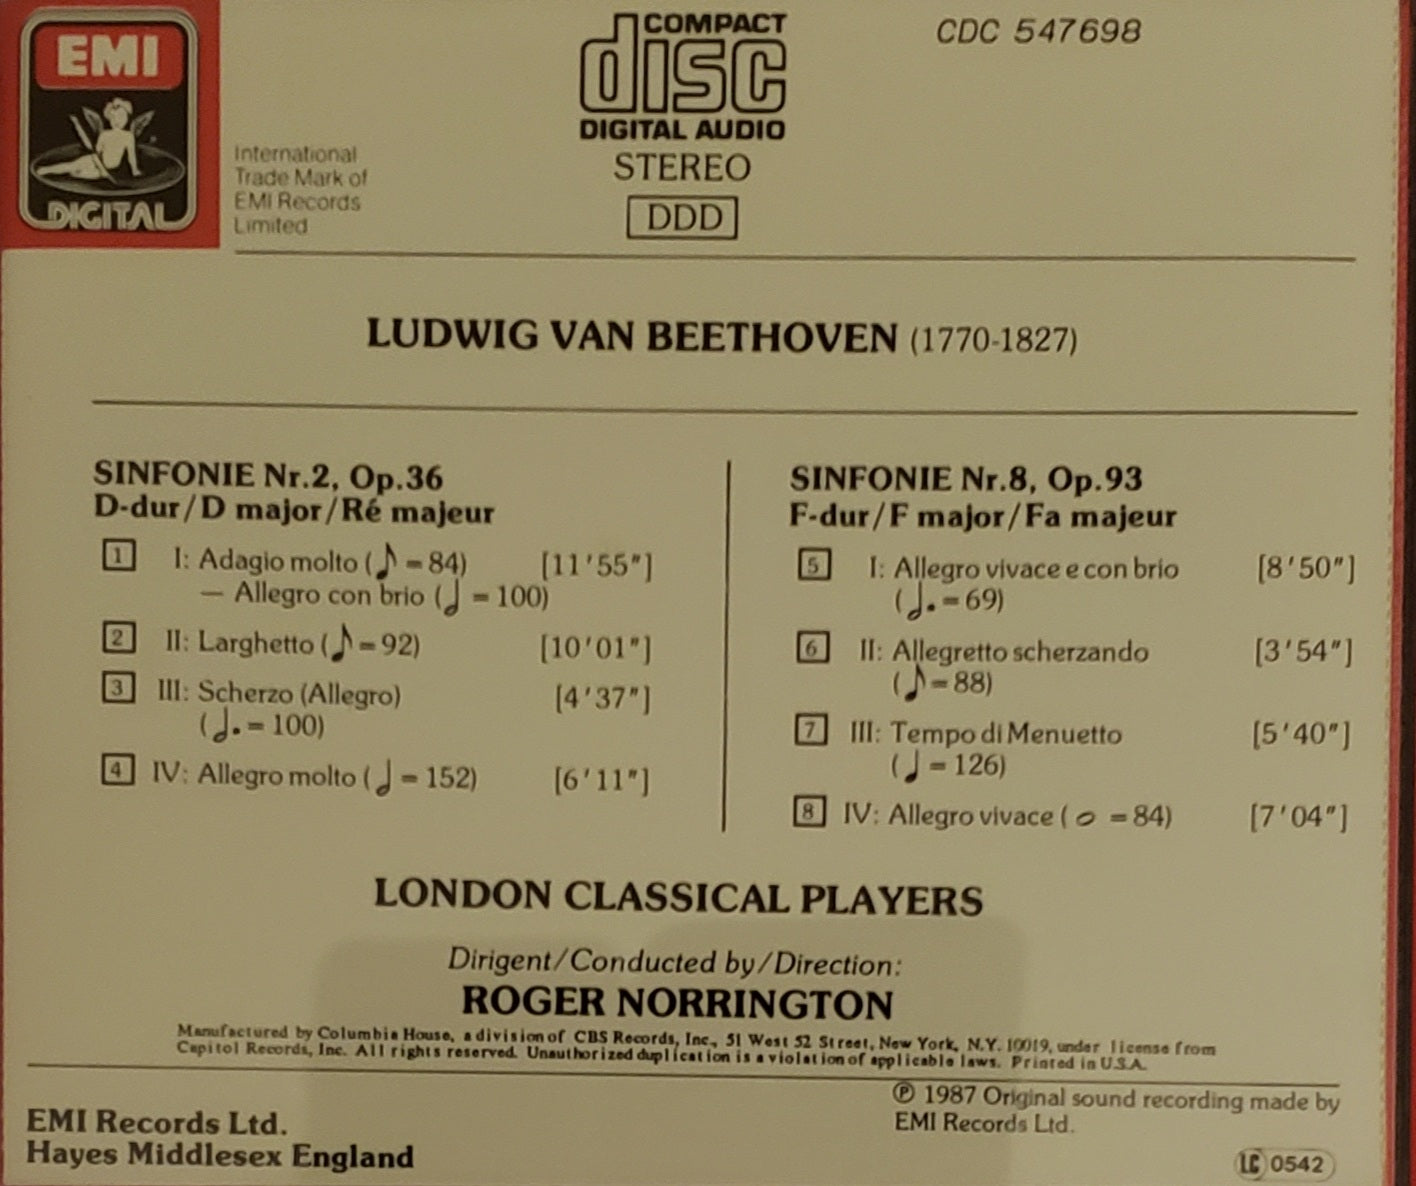 EMI
DIGITAL
International
Trade Mark of
EMI Records
Limited
COMPACT
disc
DIGITAL AUDIO
STEREO
DDD
CDC 547698
LUDWIG VAN BEETHOVEN (1770-1827)
SINFONIE Nr.2, Op.36
D-dur/D major/Ré majeur
1 I: Adagio molto (♪ = 84) [11'55"]
— Allegro con brio (𝅗𝅥 = 100)
2 II: Larghetto (♪ = 92) [10'01"]
3 III: Scherzo (Allegro) [4'37"]
(𝅗𝅥. = 100)
4 IV: Allegro molto (𝅗𝅥 = 152) [6'11"]
SINFONIE Nr.8, Op.93
F-dur/F major/Fa majeur
5 I: Allegro vivace e con brio [8'50"]
(𝅗𝅥. = 69)
6 II: Allegretto scherzando [3'54"]
(♪ = 88)
7 III: Tempo di Menuetto [5'40"]
(♩ = 126)
8 IV: Allegro vivace (𝅝 = 84) [7'04"]
LONDON CLASSICAL PLAYERS
Dirigent/Conducted by/Direction:
ROGER NORRINGTON
Manufactured by Columbia House, a division of CBS Records, Inc., 51 West 52 Street, New York, N.Y. 10019, under license from
Capitol Records, Inc. All rights reserved. Unauthorized duplication is a violation of applicable laws. Printed in U.S.A.
℗ 1987 Original sound recording made by
EMI Records Ltd.
EMI Records Ltd.
Hayes Middlesex England
LC 0542